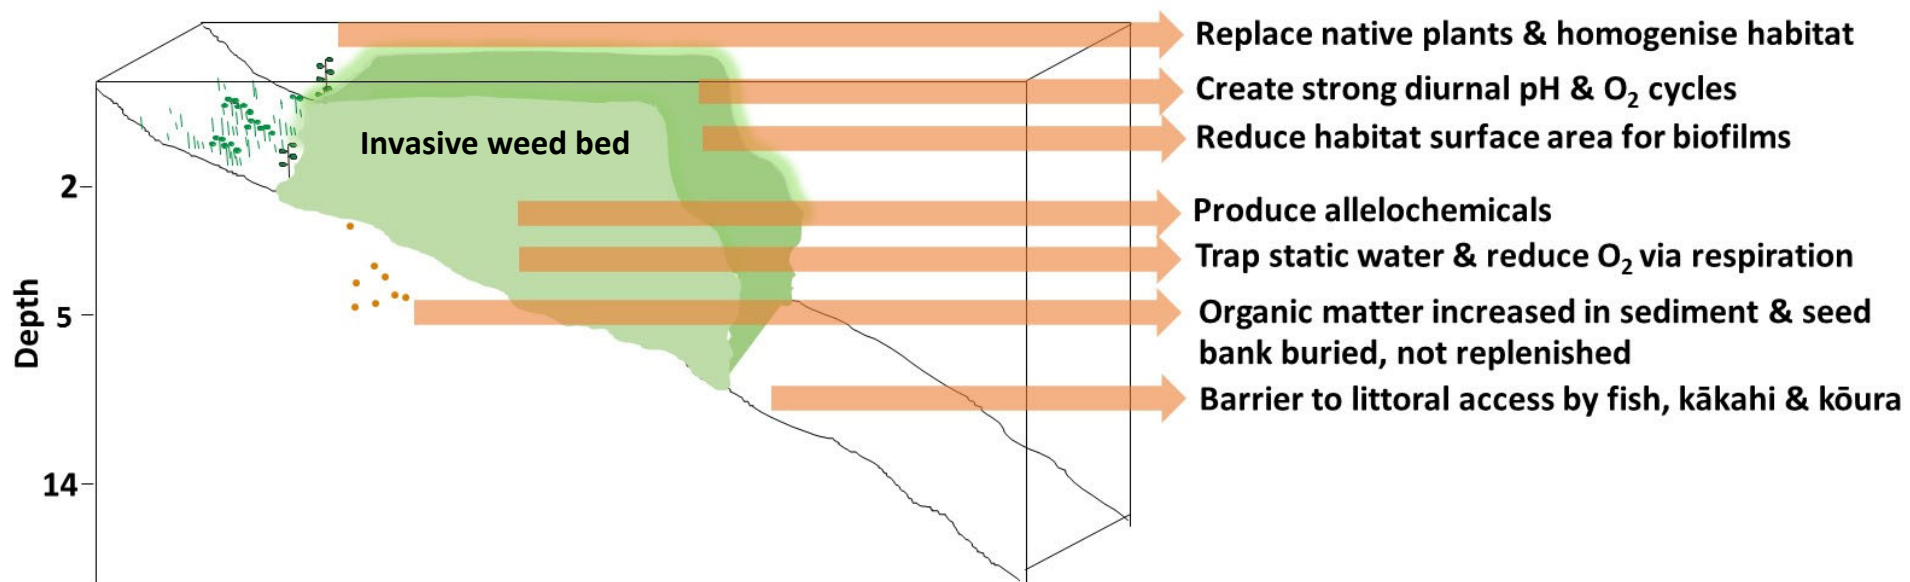 Replace native plants & homogenise habitat
Create strong diurnal pH & O₂ cycles
Invasive weed bed
Reduce habitat surface area for biofilms
2
Produce allelochemicals
Trap static water & reduce O₂ via respiration
Depth
5
Organic matter increased in sediment & seed
bank buried, not replenished
Barrier to littoral access by fish, kākahi & kōura
14